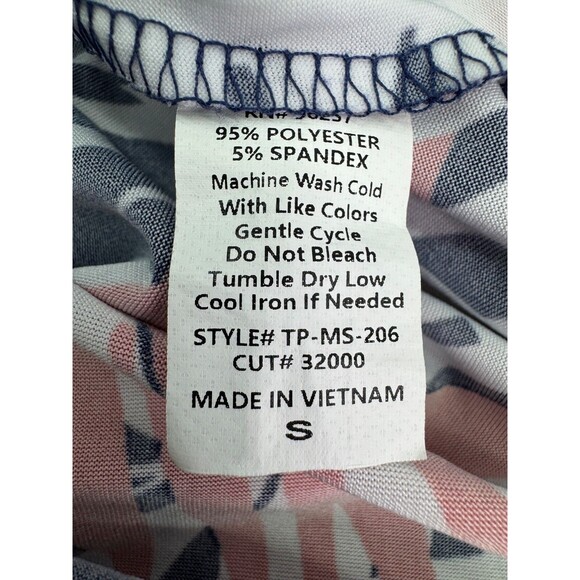 95% POLYESTER
5% SPANDEX
Machine Wash Cold
With Like Colors
Gentle Cycle
Do Not Bleach
Tumble Dry Low
Cool Iron If Needed
STYLE# TP-MS-206
CUT# 32000
MADE IN VIETNAM
S